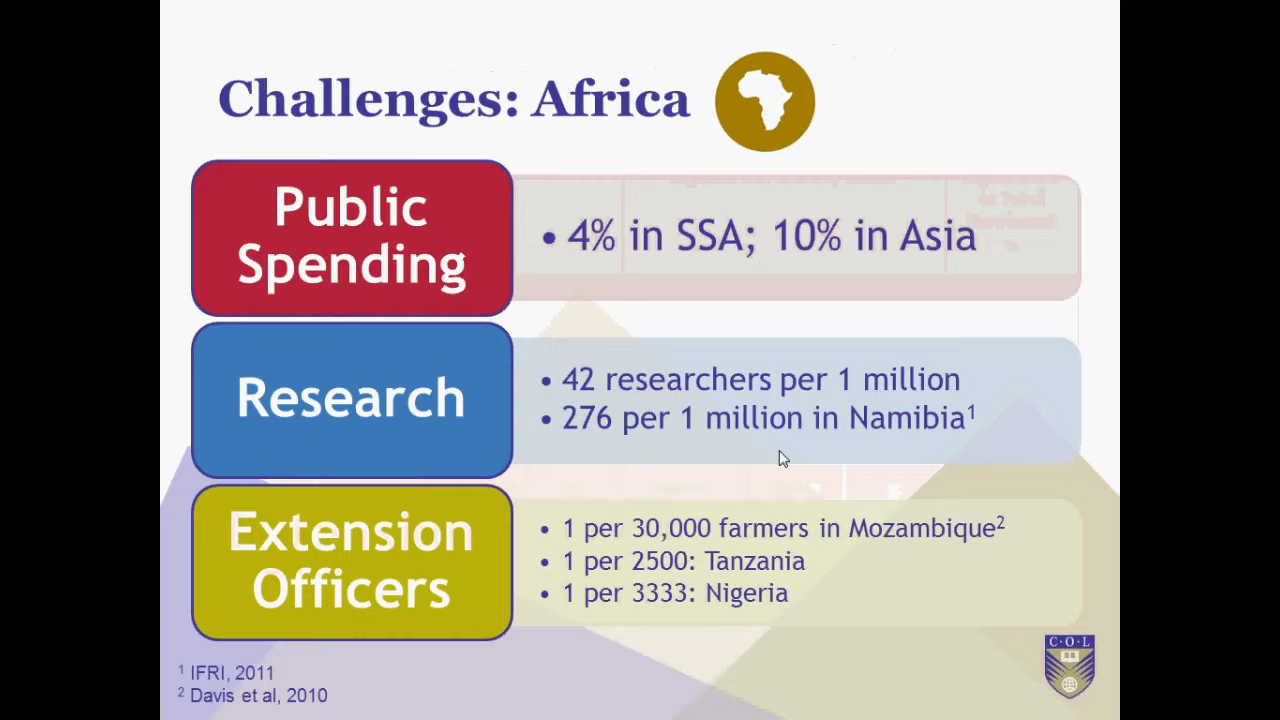 Challenges: Africa
Public
Spending
• 4% in SSA; 10% in Asia
Research
• 42 researchers per 1 million
• 276 per 1 million in Namibia¹
Extension
Officers
• 1 per 30,000 farmers in Mozambique²
• 1 per 2500: Tanzania
• 1 per 3333: Nigeria
¹ IFRI, 2011
² Davis et al, 2010
C·O·L